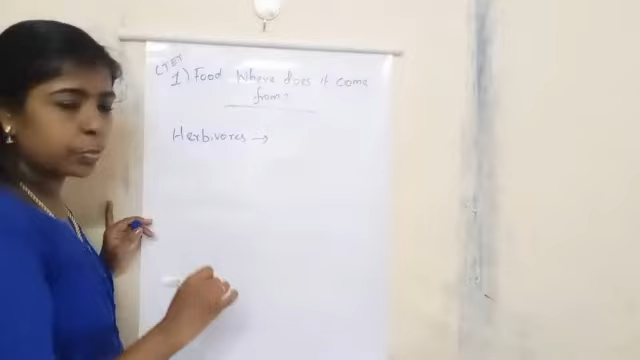 CTET
1) Food Where does it come
from?
Herbivores →